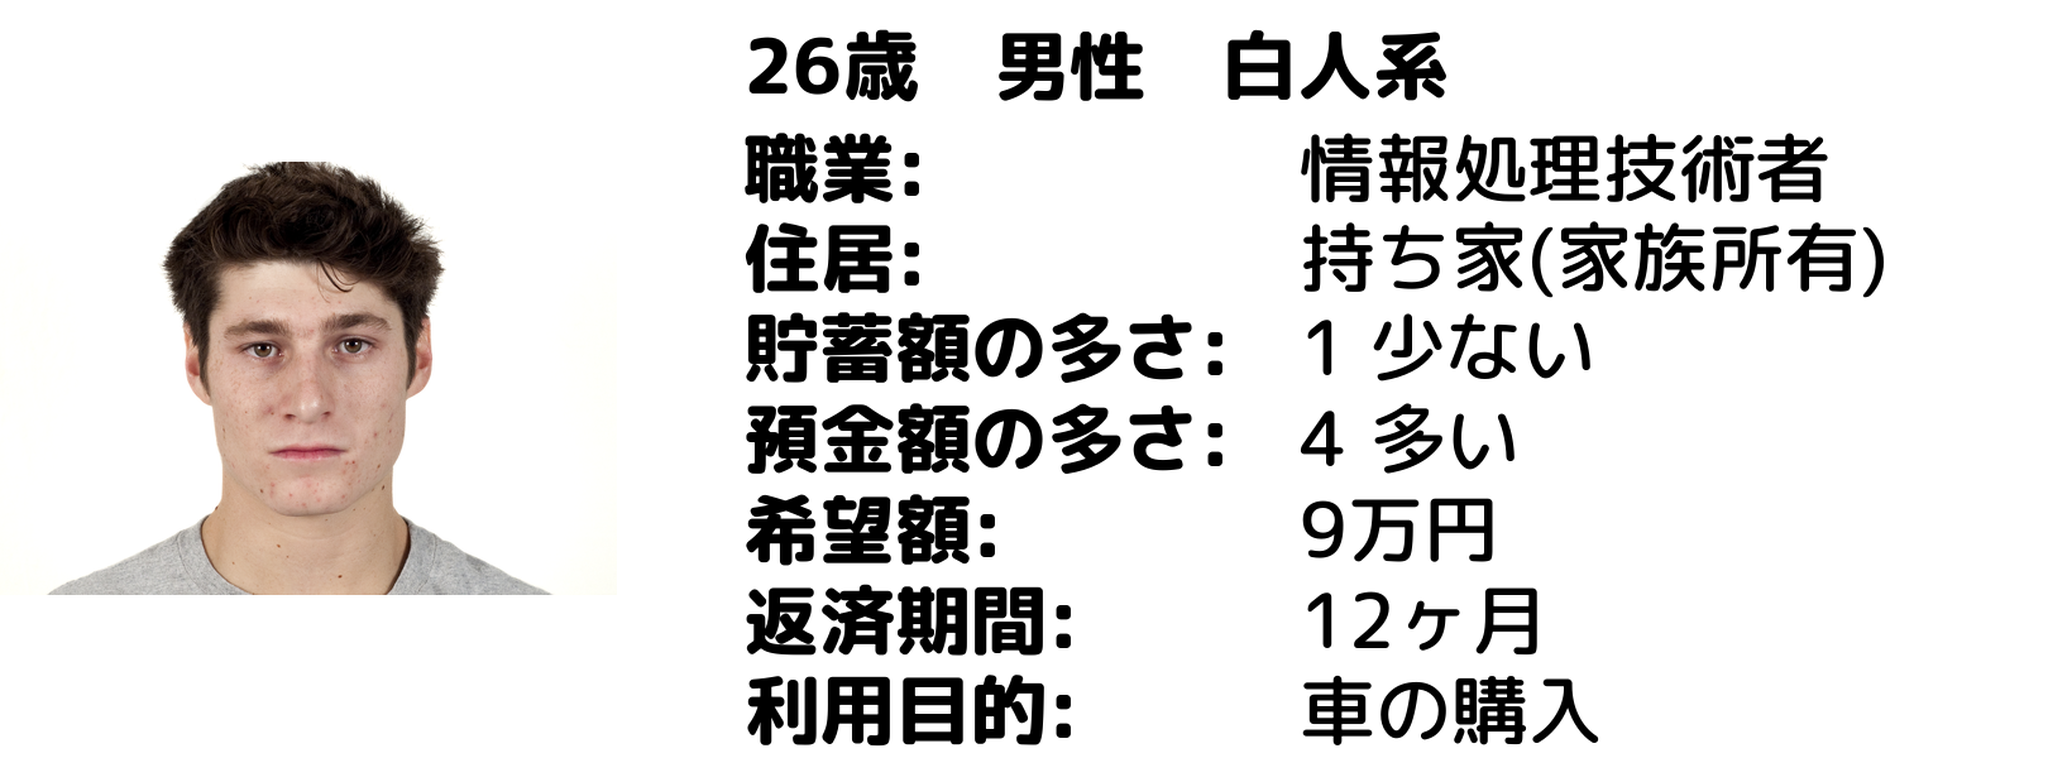 26歳　男性　白人系
職業: 情報処理技術者
住居: 持ち家(家族所有)
貯蓄額の多さ: 1 少ない
預金額の多さ: 4 多い
希望額: 9万円
返済期間: 12ヶ月
利用目的: 車の購入